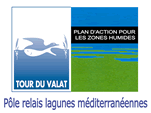 PLAN D'ACTION POUR
LES ZONES HUMIDES
TOUR DU VALAT
Pôle relais lagunes méditerranéennes